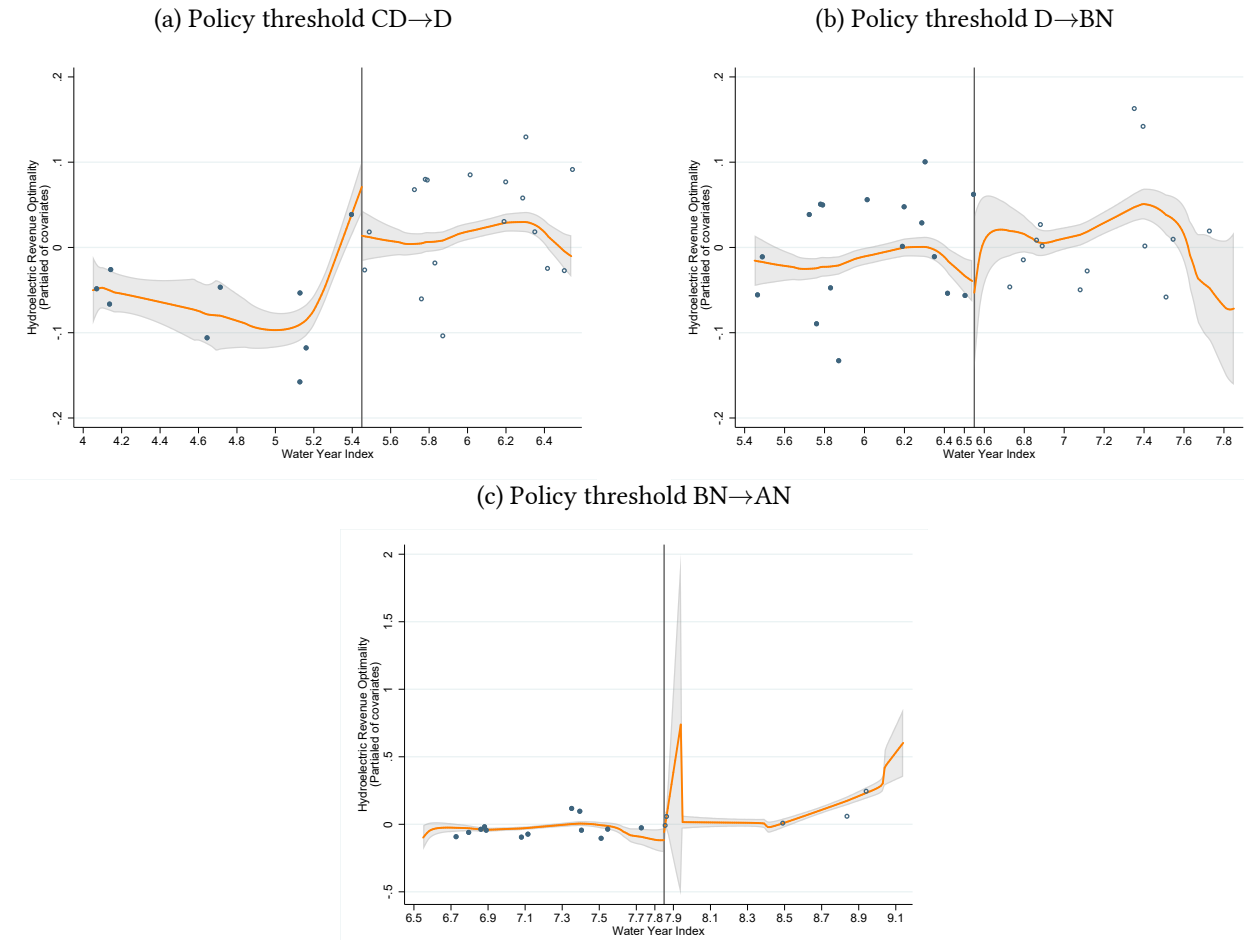 (a) Policy threshold CD→D
Hydroelectric Revenue Optimality
(Partialed of covariates)
.2
.1
0
-.1
-.2
4 4.2 4.4 4.6 4.8 5 5.2 5.4 5.6 5.8 6 6.2 6.4
Water Year Index
(b) Policy threshold D→BN
Hydroelectric Revenue Optimality
(Partialed of covariates)
.2
.1
0
-.1
-.2
5.4 5.6 5.8 6 6.2 6.4 6.5 6.6 6.8 7 7.2 7.4 7.6 7.8
Water Year Index
(c) Policy threshold BN→AN
Hydroelectric Revenue Optimality
(Partialed of covariates)
2
1.5
1
.5
0
-.5
6.5 6.7 6.9 7.1 7.3 7.5 7.7 7.8 7.9 8.1 8.3 8.5 8.7 8.9 9.1
Water Year Index